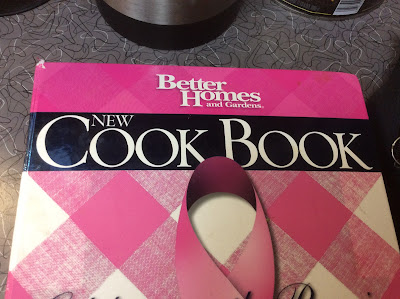 Better
Homes
and Gardens®
NEW
COOK BOOK